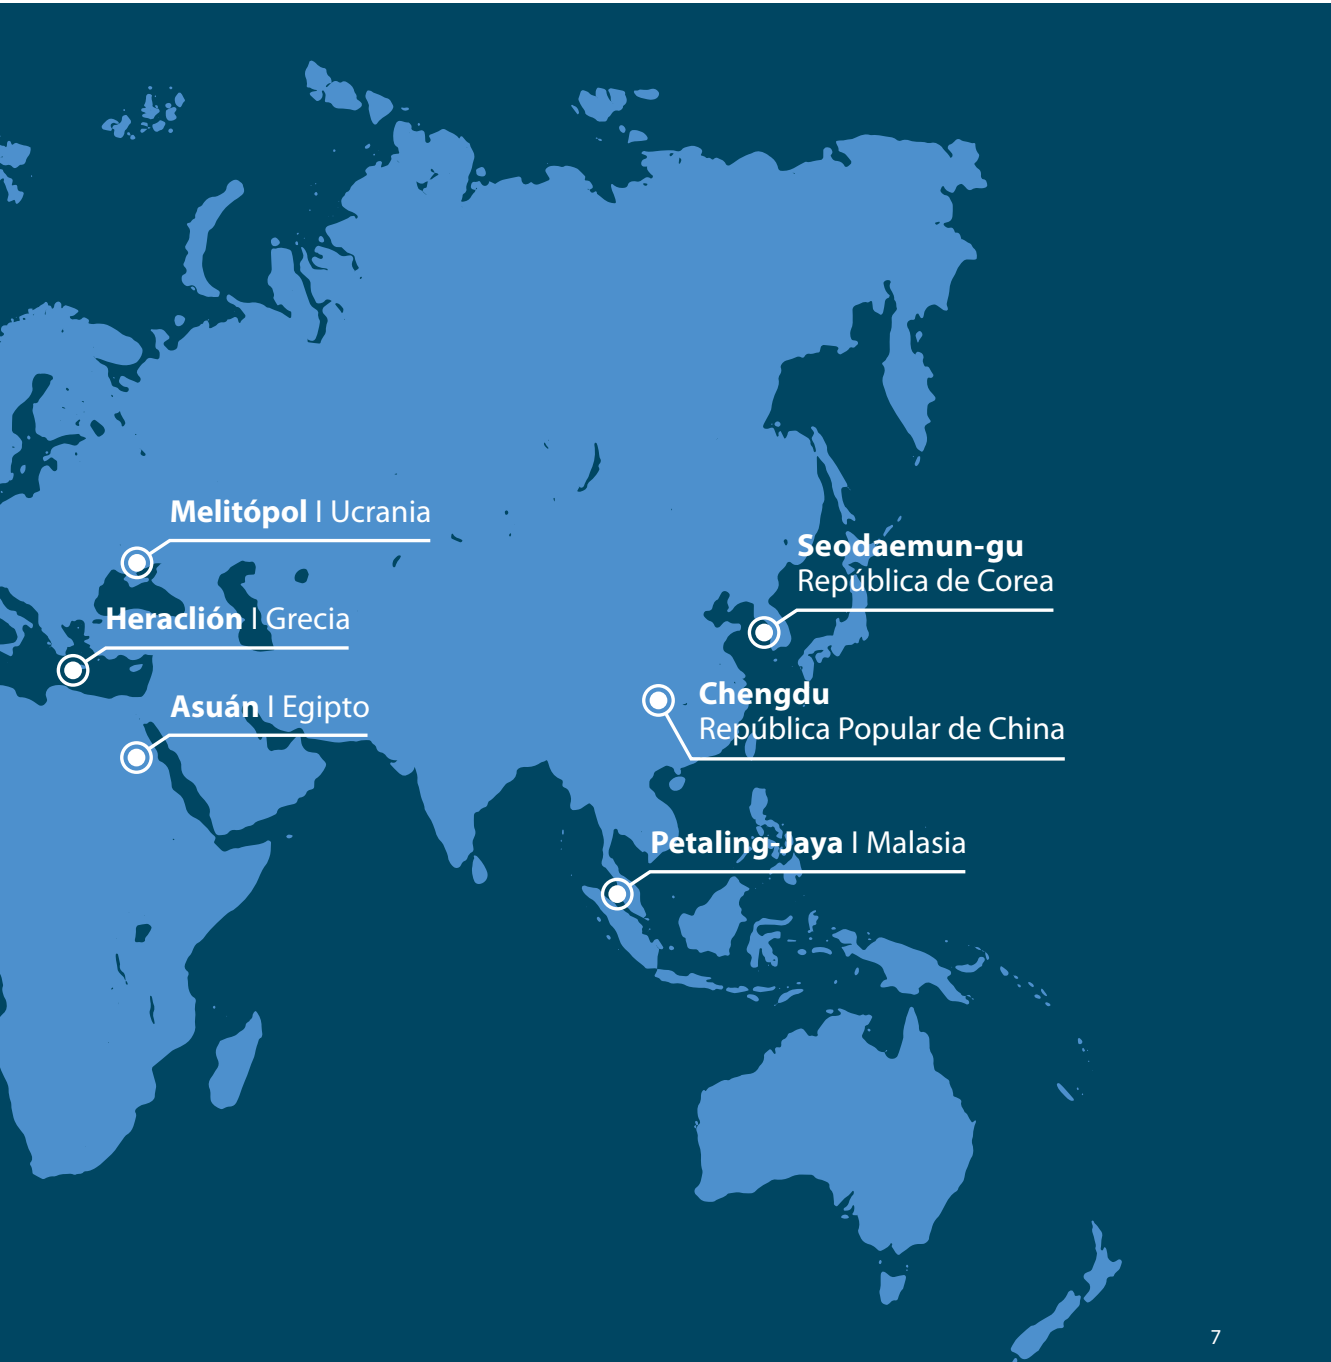 Melitópol I Ucrania
Seodaemun-gu
República de Corea
Heraclión I Grecia
Asuán I Egipto
Chengdu
República Popular de China
Petaling-Jaya I Malasia
7